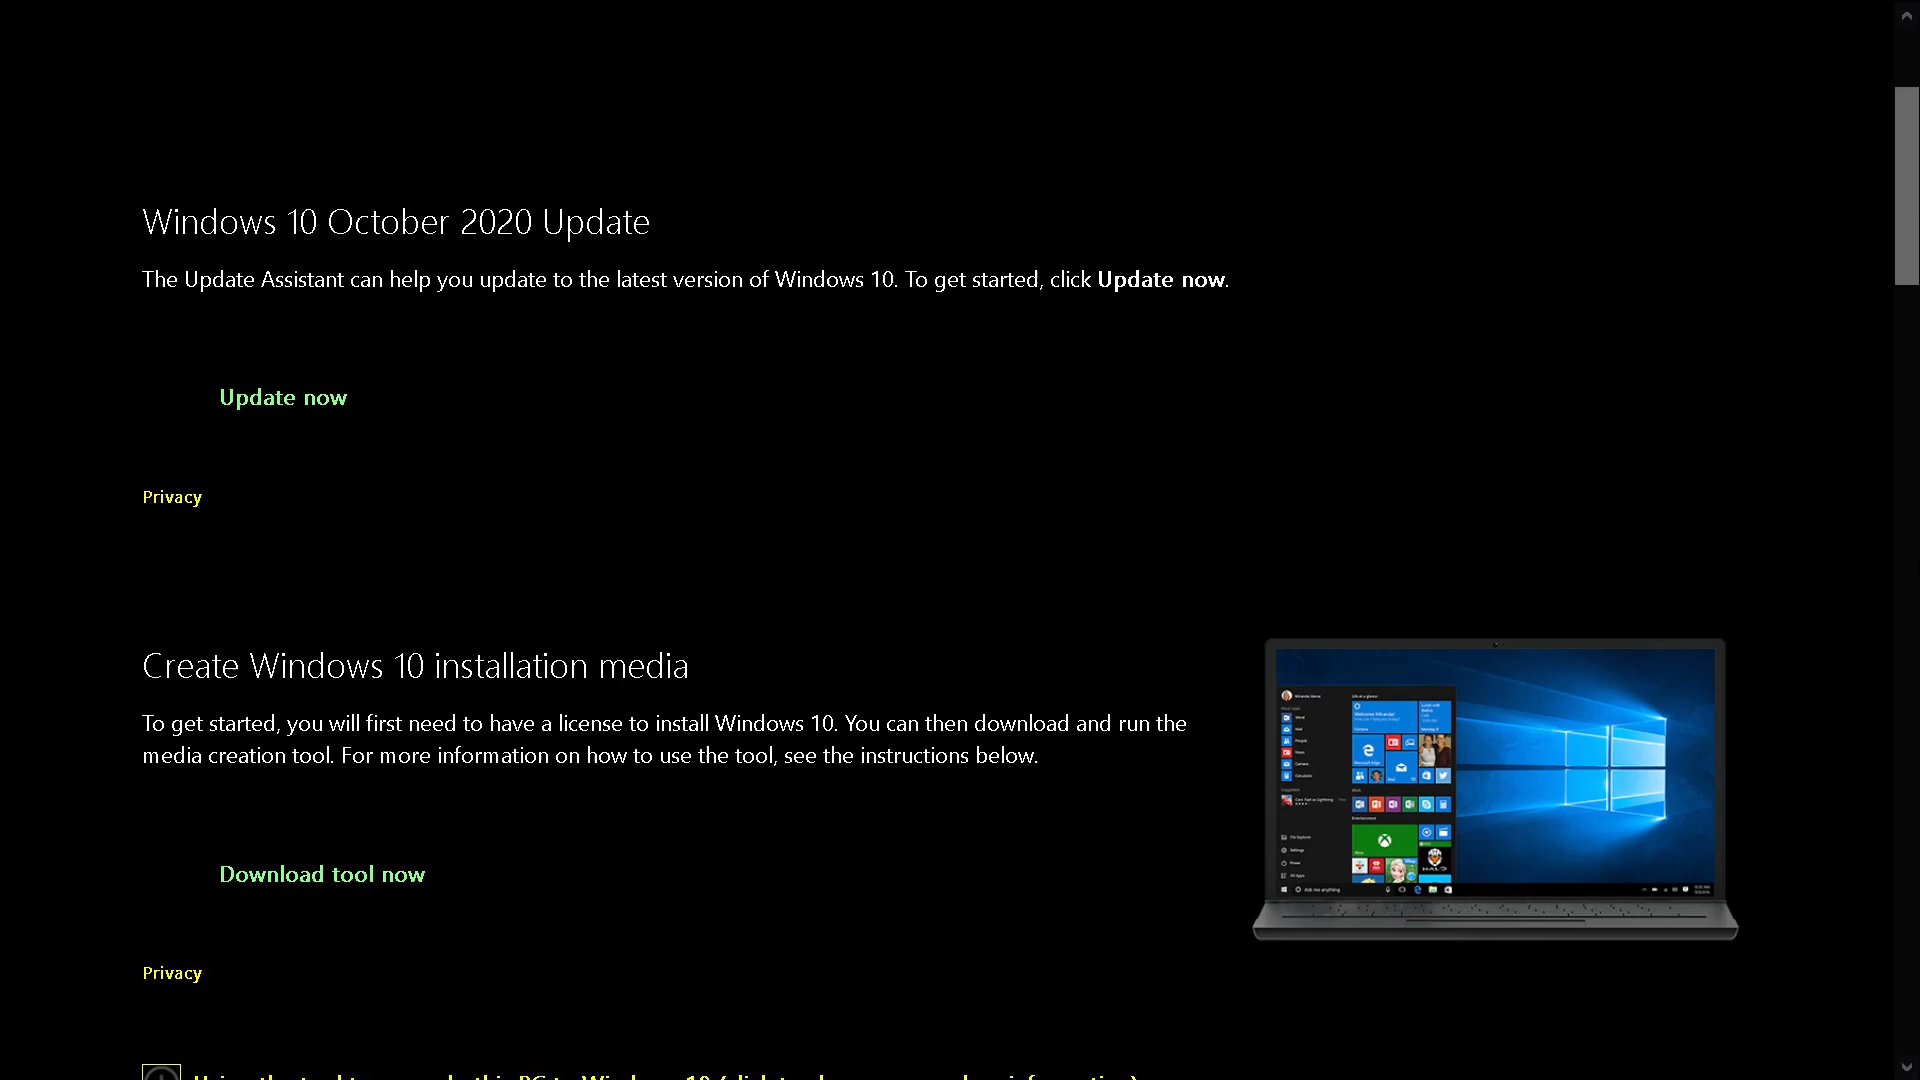 Windows 10 October 2020 Update
The Update Assistant can help you update to the latest version of Windows 10. To get started, click Update now.
Update now
Privacy
Create Windows 10 installation media
To get started, you will first need to have a license to install Windows 10. You can then download and run the
media creation tool. For more information on how to use the tool, see the instructions below.
Download tool now
Privacy